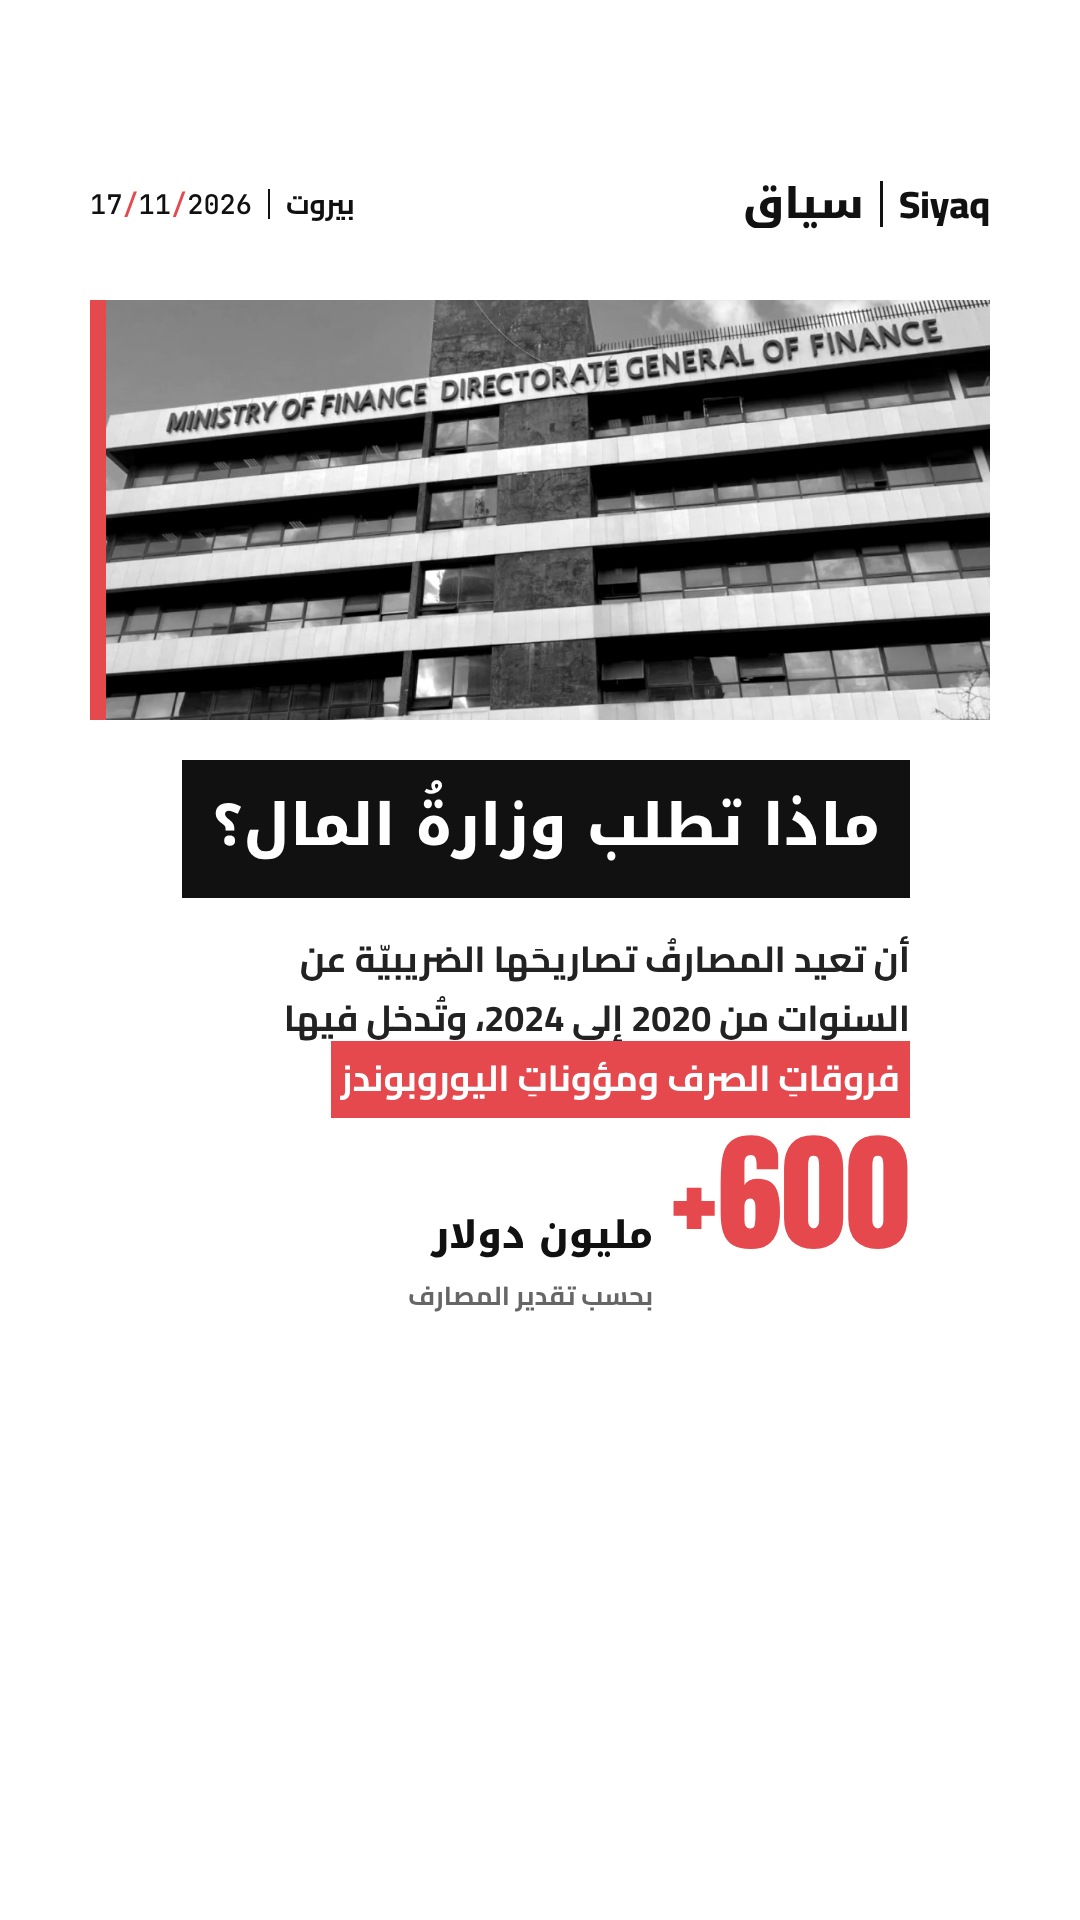 سياق | Siyaq
بيروت | 17/11/2026
MINISTRY OF FINANCE DIRECTORATE GENERAL OF FINANCE
ماذا تطلب وزارةُ المال؟
أن تعيد المصارفُ تصاريحَها الضريبيّة عن
السنوات من 2020 إلى 2024، وتُدخل فيها
فروقاتِ الصرف ومؤوناتِ اليوروبوندز
+600
مليون دولار
بحسب تقدير المصارف